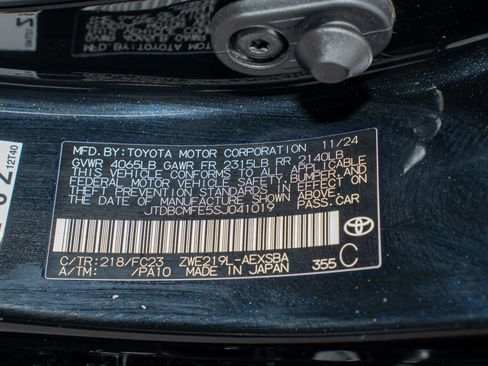 MFD. BY: TOYOTA MOTOR CORPORATION 11/24
GVWR 4065LB GAWR FR 2315LB RR 2140LB
THIS VEHICLE CONFORMS TO ALL APPLICABLE
FEDERAL MOTOR VEHICLE SAFETY, BUMPER, AND
THEFT PREVENTION STANDARDS IN EFFECT ON
THE DATE OF MANUFACTURE SHOWN ABOVE.
JTDBCMFE5SJ041019 PASS.CAR
C/TR:218/FC23 ZWE219L-AEXSBA
A/TM: /PA10 MADE IN JAPAN 355 C
12T40